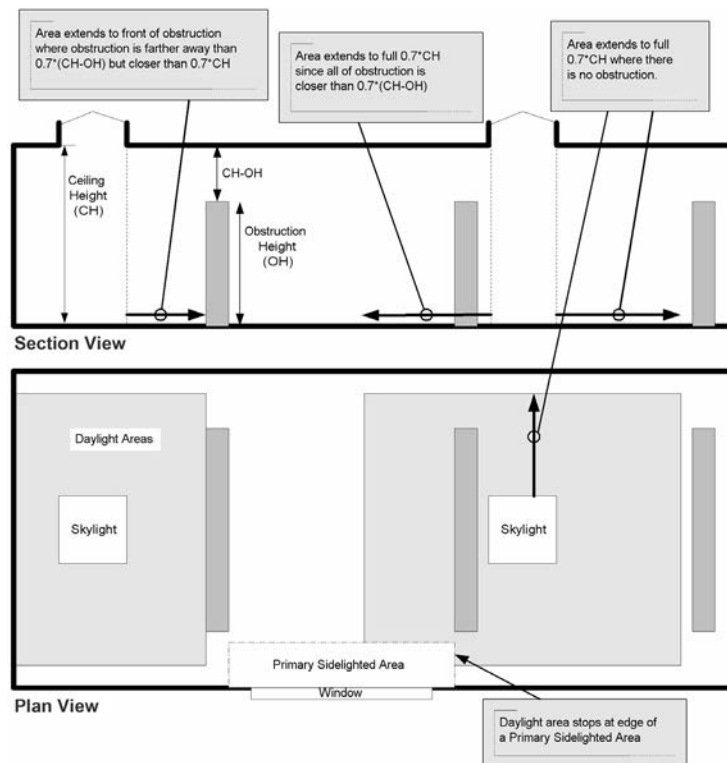 Area extends to front of obstruction
where obstruction is farther away than
0.7*(CH-OH) but closer than 0.7*CH
Area extends to full 0.7*CH
since all of obstruction is
closer than 0.7*(CH-OH)
Area extends to full
0.7*CH where there
is no obstruction.
Ceiling
Height
(CH)
CH-OH
Obstruction
Height
(OH)
Section View
Daylight Areas
Skylight
Skylight
Primary Sidelighted Area
Window
Plan View
Daylight area stops at edge of
a Primary Sidelighted Area